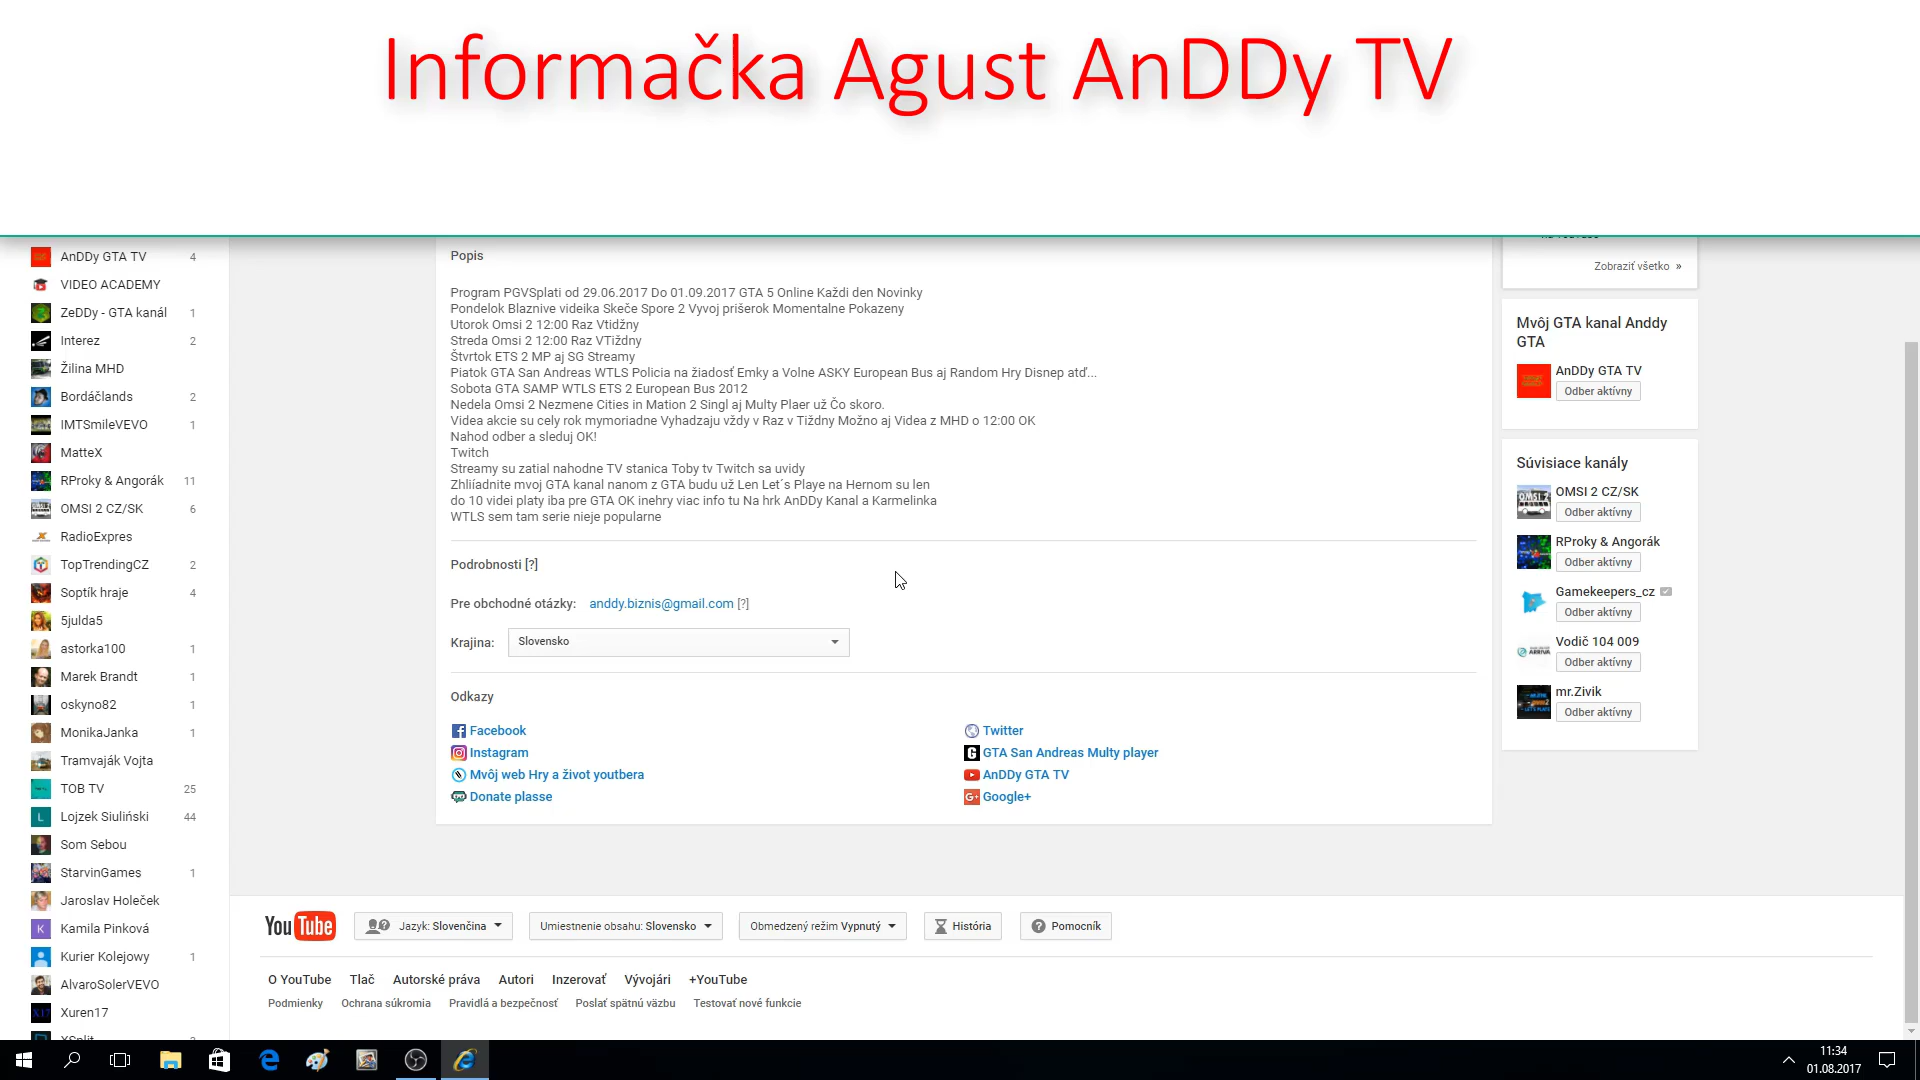 Informačka Agust AnDDy TV
AnDDy GTA TV 4
VIDEO ACADEMY
ZeDDy - GTA kanál 1
Interez 2
Žilina MHD
Bordáčlands 2
IMTSmileVEVO 1
MatteX
RProky & Angorák 11
OMSI 2 CZ/SK 6
RadioExpres
TopTrendingCZ 2
Soptík hraje 4
5julda5
astorka100 1
Marek Brandt 1
oskyno82 1
MonikaJanka 1
Tramvaják Vojta
TOB TV 25
Lojzek Siuliński 44
Som Sebou
StarvinGames 1
Jaroslav Holeček
Kamila Pinková
Kurier Kolejowy 1
AlvaroSolerVEVO
Xuren17
Popis
Program PGVSplati od 29.06.2017 Do 01.09.2017 GTA 5 Online Každi den Novinky
Pondelok Blaznive videika Skeče Spore 2 Vyvoj prišerok Momentalne Pokazeny
Utorok Omsi 2 12:00 Raz Vtidžny
Streda Omsi 2 12:00 Raz VTiždny
Štvrtok ETS 2 MP aj SG Streamy
Piatok GTA San Andreas WTLS Policia na žiadosť Emky a Volne ASKY European Bus aj Random Hry Disnep atď...
Sobota GTA SAMP WTLS ETS 2 European Bus 2012
Nedela Omsi 2 Nezmene Cities in Mation 2 Singl aj Multy Plaer už Čo skoro.
Videa akcie su cely rok mymoriadne Vyhadzaju vždy v Raz v Tiždny Možno aj Videa z MHD o 12:00 OK
Nahod odber a sleduj OK!
Twitch
Streamy su zatial nahodne TV stanica Toby tv Twitch sa uvidy
Zhliíadnite mvoj GTA kanal nanom z GTA budu už Len Let´s Playe na Hernom su len
do 10 videi platy iba pre GTA OK inehry viac info tu Na hrk AnDDy Kanal a Karmelinka
WTLS sem tam serie nieje popularne
Podrobnosti [?]
Pre obchodné otázky: anddy.biznis@gmail.com [?]
Krajina: Slovensko
Odkazy
Facebook
Instagram
Mvôj web Hry a život youtbera
Donate plasse
Twitter
GTA San Andreas Multy player
AnDDy GTA TV
Google+
Zobraziť všetko »
Mvôj GTA kanal Anddy
GTA
AnDDy GTA TV
Odber aktívny
Súvisiace kanály
OMSI 2 CZ/SK
Odber aktívny
RProky & Angorák
Odber aktívny
Gamekeepers_cz
Odber aktívny
Vodič 104 009
Odber aktívny
mr.Zivik
Odber aktívny
YouTube Jazyk: Slovenčina Umiestnenie obsahu: Slovensko Obmedzený režim Vypnutý História Pomocník
O YouTube Tlač Autorské práva Autori Inzerovať Vývojári +YouTube
Podmienky Ochrana súkromia Pravidlá a bezpečnosť Poslať spätnú väzbu Testovať nové funkcie
11:34
01.08.2017